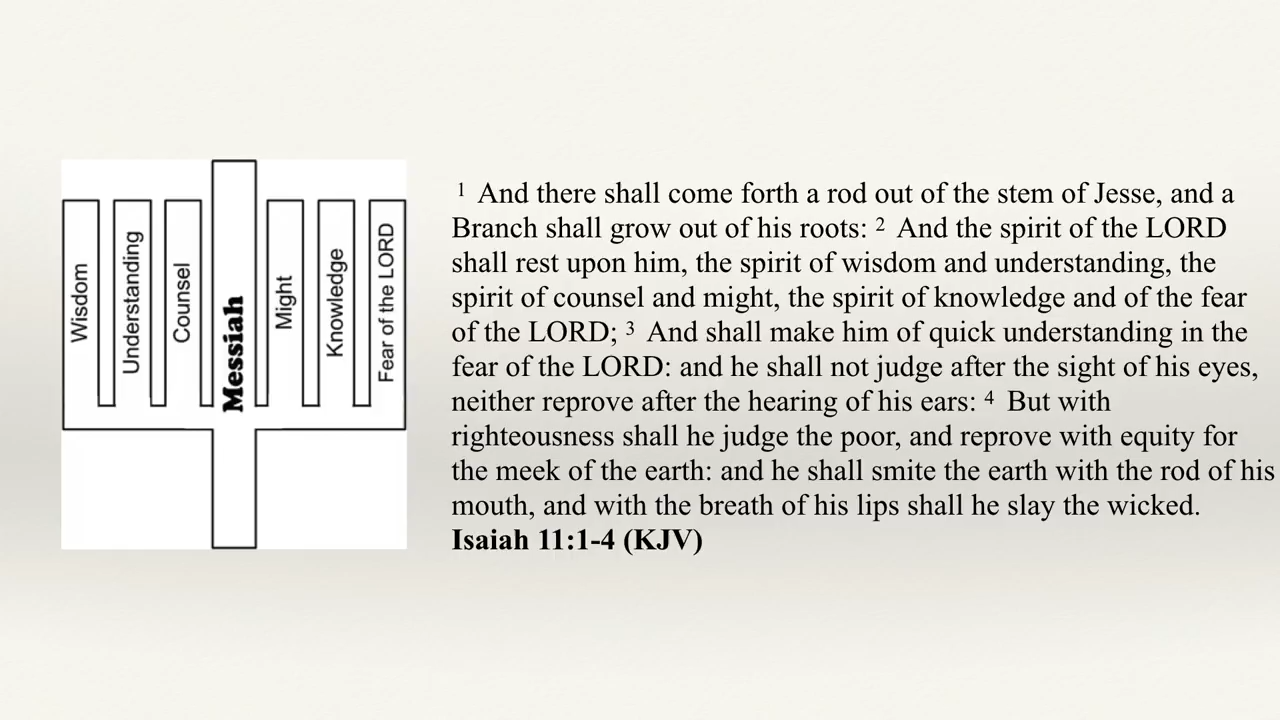 Wisdom
Understanding
Counsel
Messiah
Might
Knowledge
Fear of the LORD
1 And there shall come forth a rod out of the stem of Jesse, and a
Branch shall grow out of his roots: 2 And the spirit of the LORD
shall rest upon him, the spirit of wisdom and understanding, the
spirit of counsel and might, the spirit of knowledge and of the fear
of the LORD; 3 And shall make him of quick understanding in the
fear of the LORD: and he shall not judge after the sight of his eyes,
neither reprove after the hearing of his ears: 4 But with
righteousness shall he judge the poor, and reprove with equity for
the meek of the earth: and he shall smite the earth with the rod of his
mouth, and with the breath of his lips shall he slay the wicked.
Isaiah 11:1-4 (KJV)